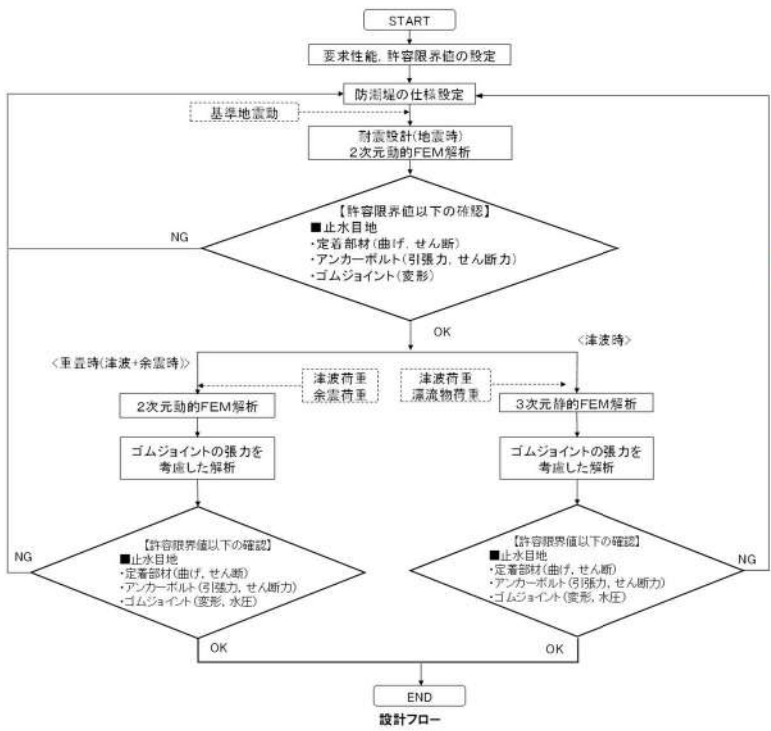 START
要求性能，許容限界値の設定
防潮堤の仕様設定
基準地震動
耐震設計(地震時)
2次元動的FEM解析
【許容限界値以下の確認】
■止水目地
・定着部材(曲げ，せん断)
・アンカーボルト(引張力，せん断力)
・ゴムジョイント(変形)
NG
OK
<重畳時(津波+余震時)>
<津波時>
津波荷重
余震荷重
津波荷重
漂流物荷重
2次元動的FEM解析
3次元静的FEM解析
ゴムジョイントの張力を
考慮した解析
ゴムジョイントの張力を
考慮した解析
【許容限界値以下の確認】
■止水目地
・定着部材(曲げ，せん断)
・アンカーボルト(引張力，せん断力)
・ゴムジョイント(変形，水圧)
NG
OK
【許容限界値以下の確認】
■止水目地
・定着部材(曲げ，せん断)
・アンカーボルト(引張力，せん断力)
・ゴムジョイント(変形，水圧)
NG
OK
END
設計フロー